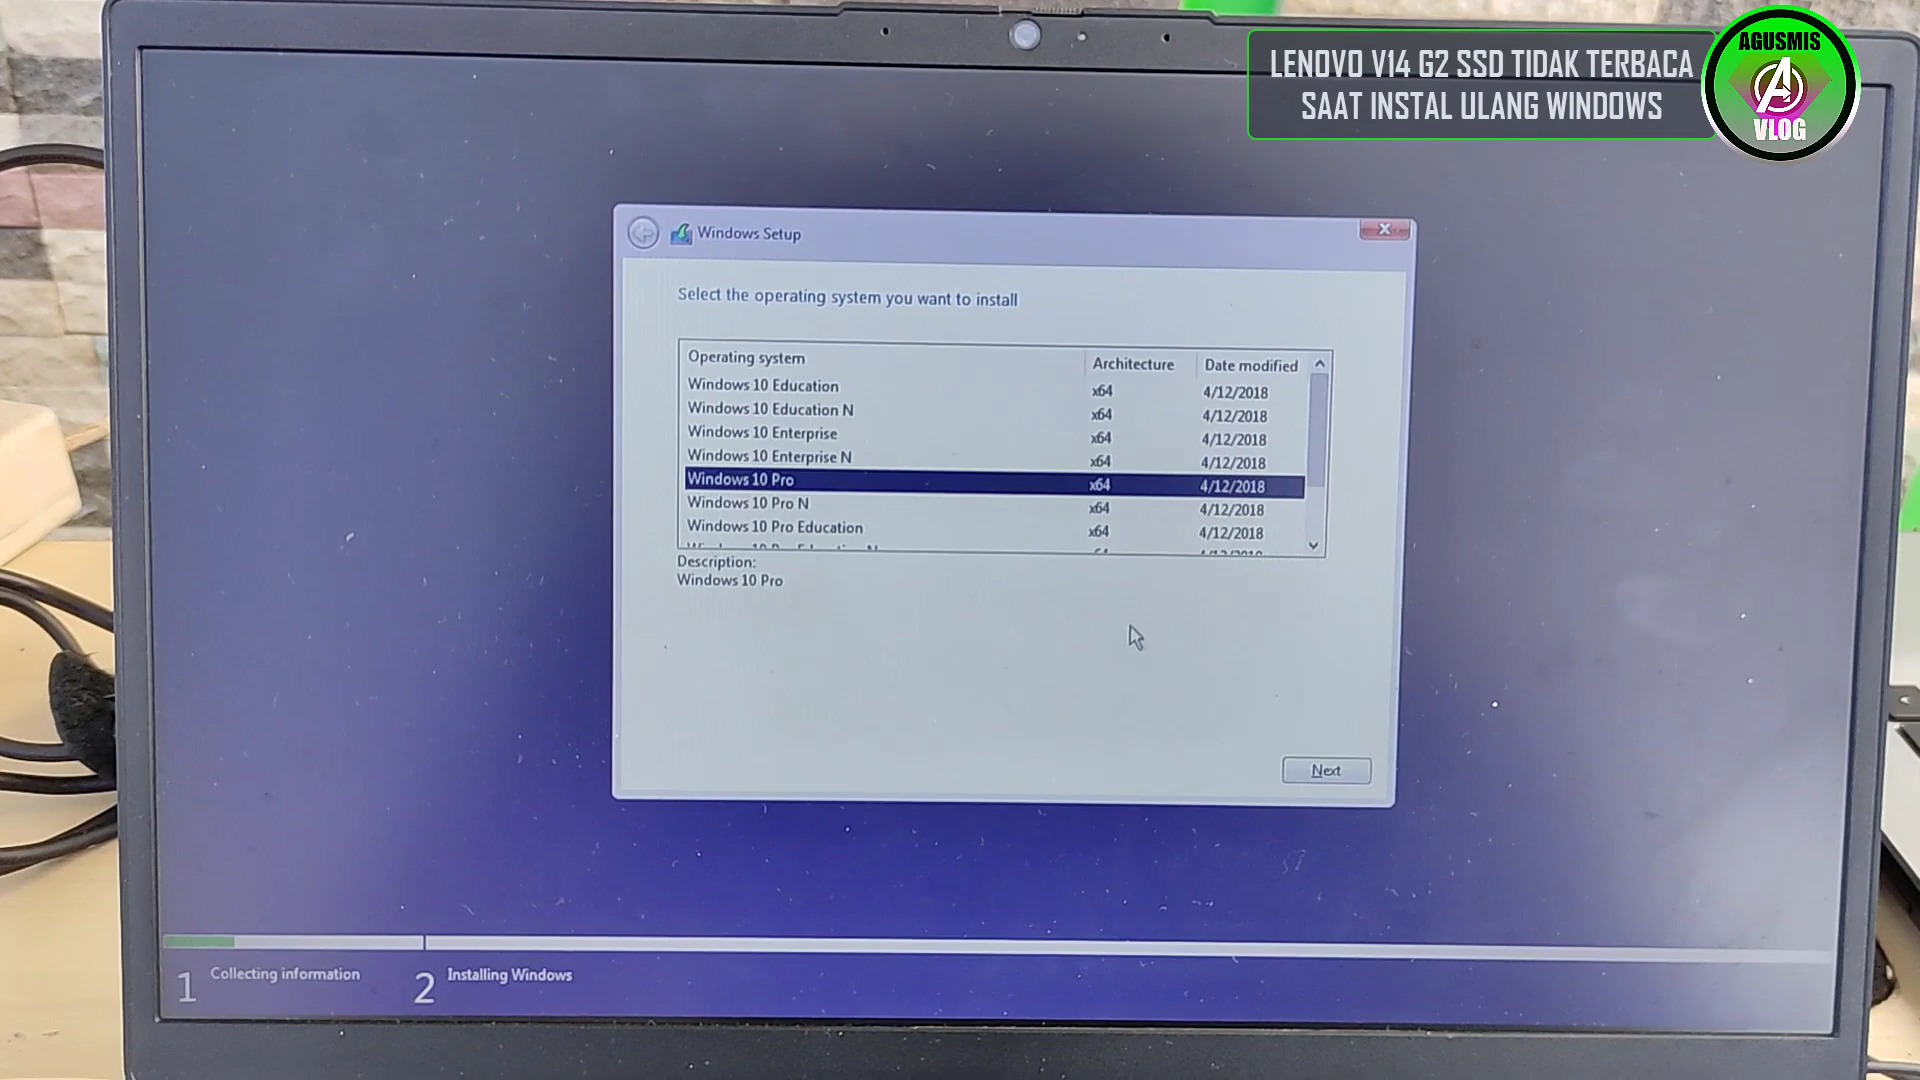 LENOVO V14 G2 SSD TIDAK TERBACA
SAAT INSTAL ULANG WINDOWS
AGUSMIS
VLOG
Windows Setup
Select the operating system you want to install
Operating system Architecture Date modified
Windows 10 Education x64 4/12/2018
Windows 10 Education N x64 4/12/2018
Windows 10 Enterprise x64 4/12/2018
Windows 10 Enterprise N x64 4/12/2018
Windows 10 Pro x64 4/12/2018
Windows 10 Pro N x64 4/12/2018
Windows 10 Pro Education x64 4/12/2018
Description:
Windows 10 Pro
Next
1 Collecting information 2 Installing Windows